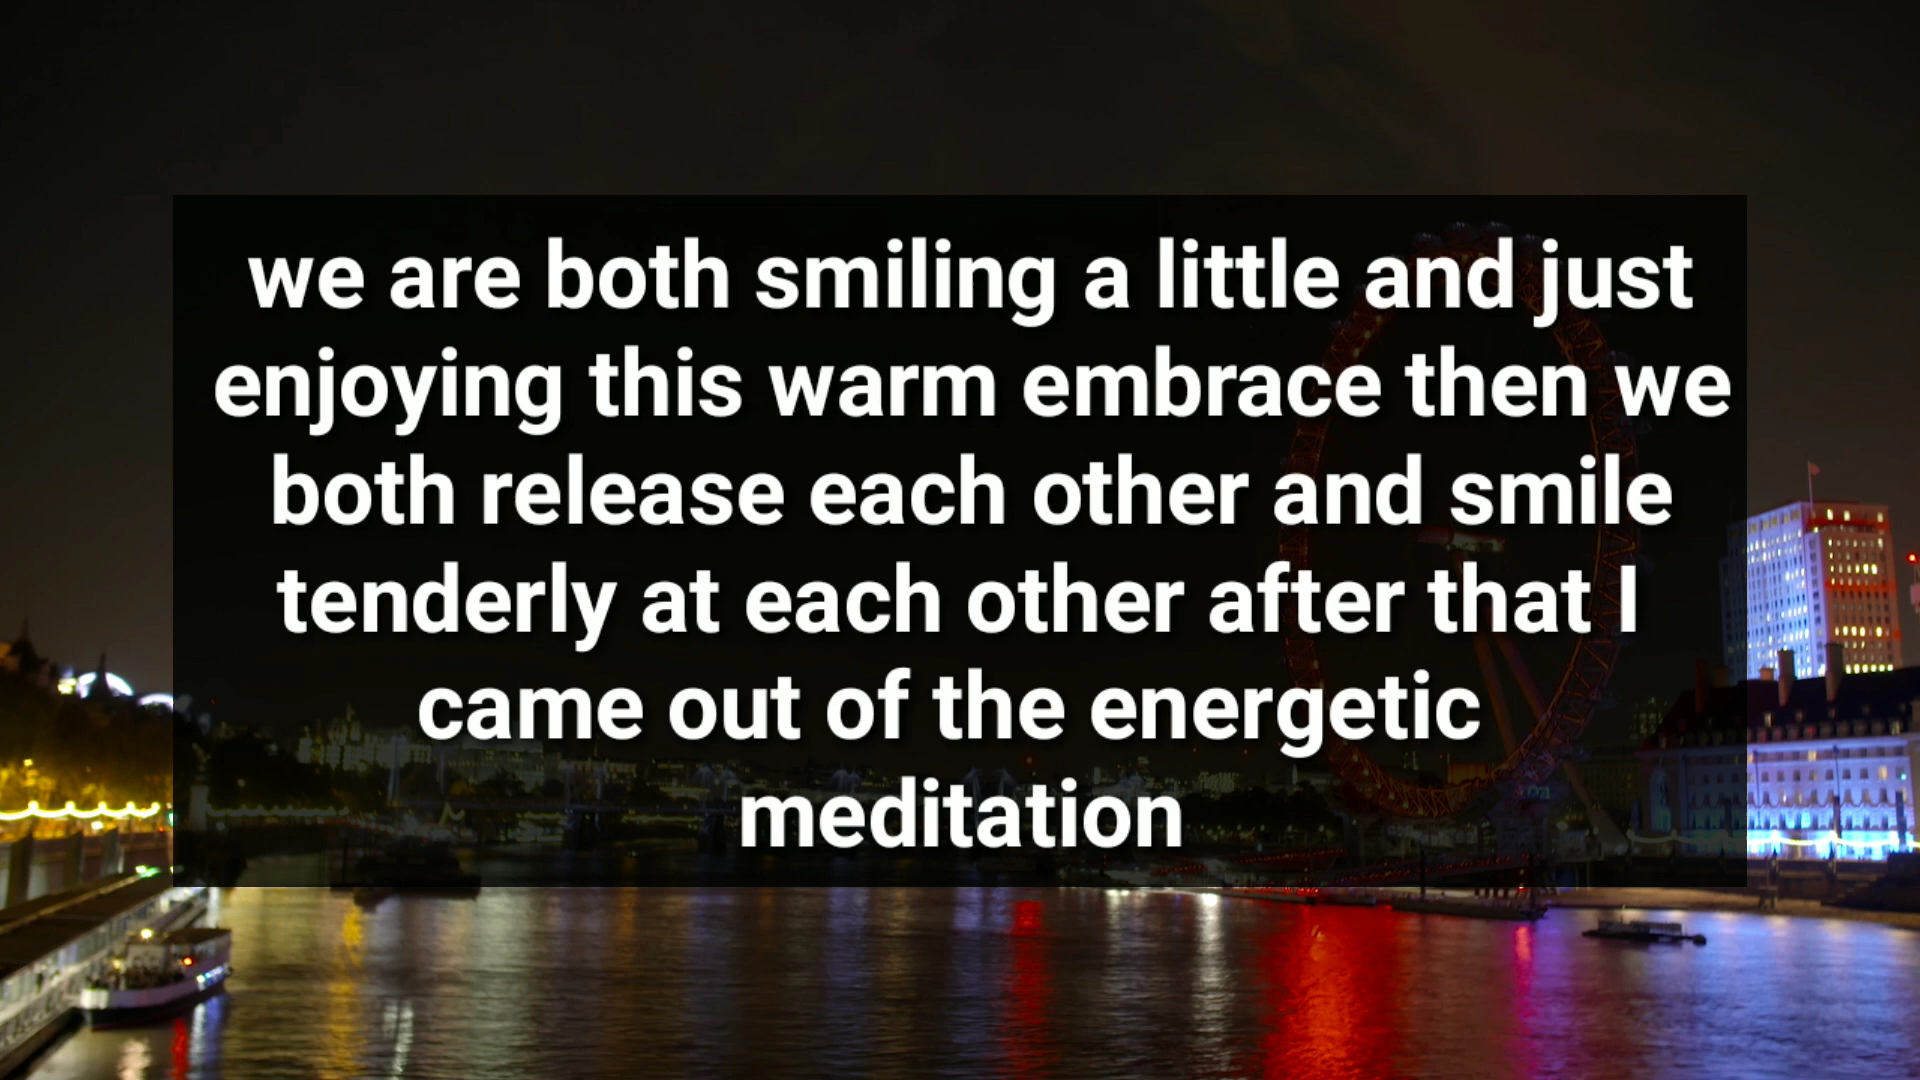 we are both smiling a little and just
enjoying this warm embrace then we
both release each other and smile
tenderly at each other after that I
came out of the energetic
meditation